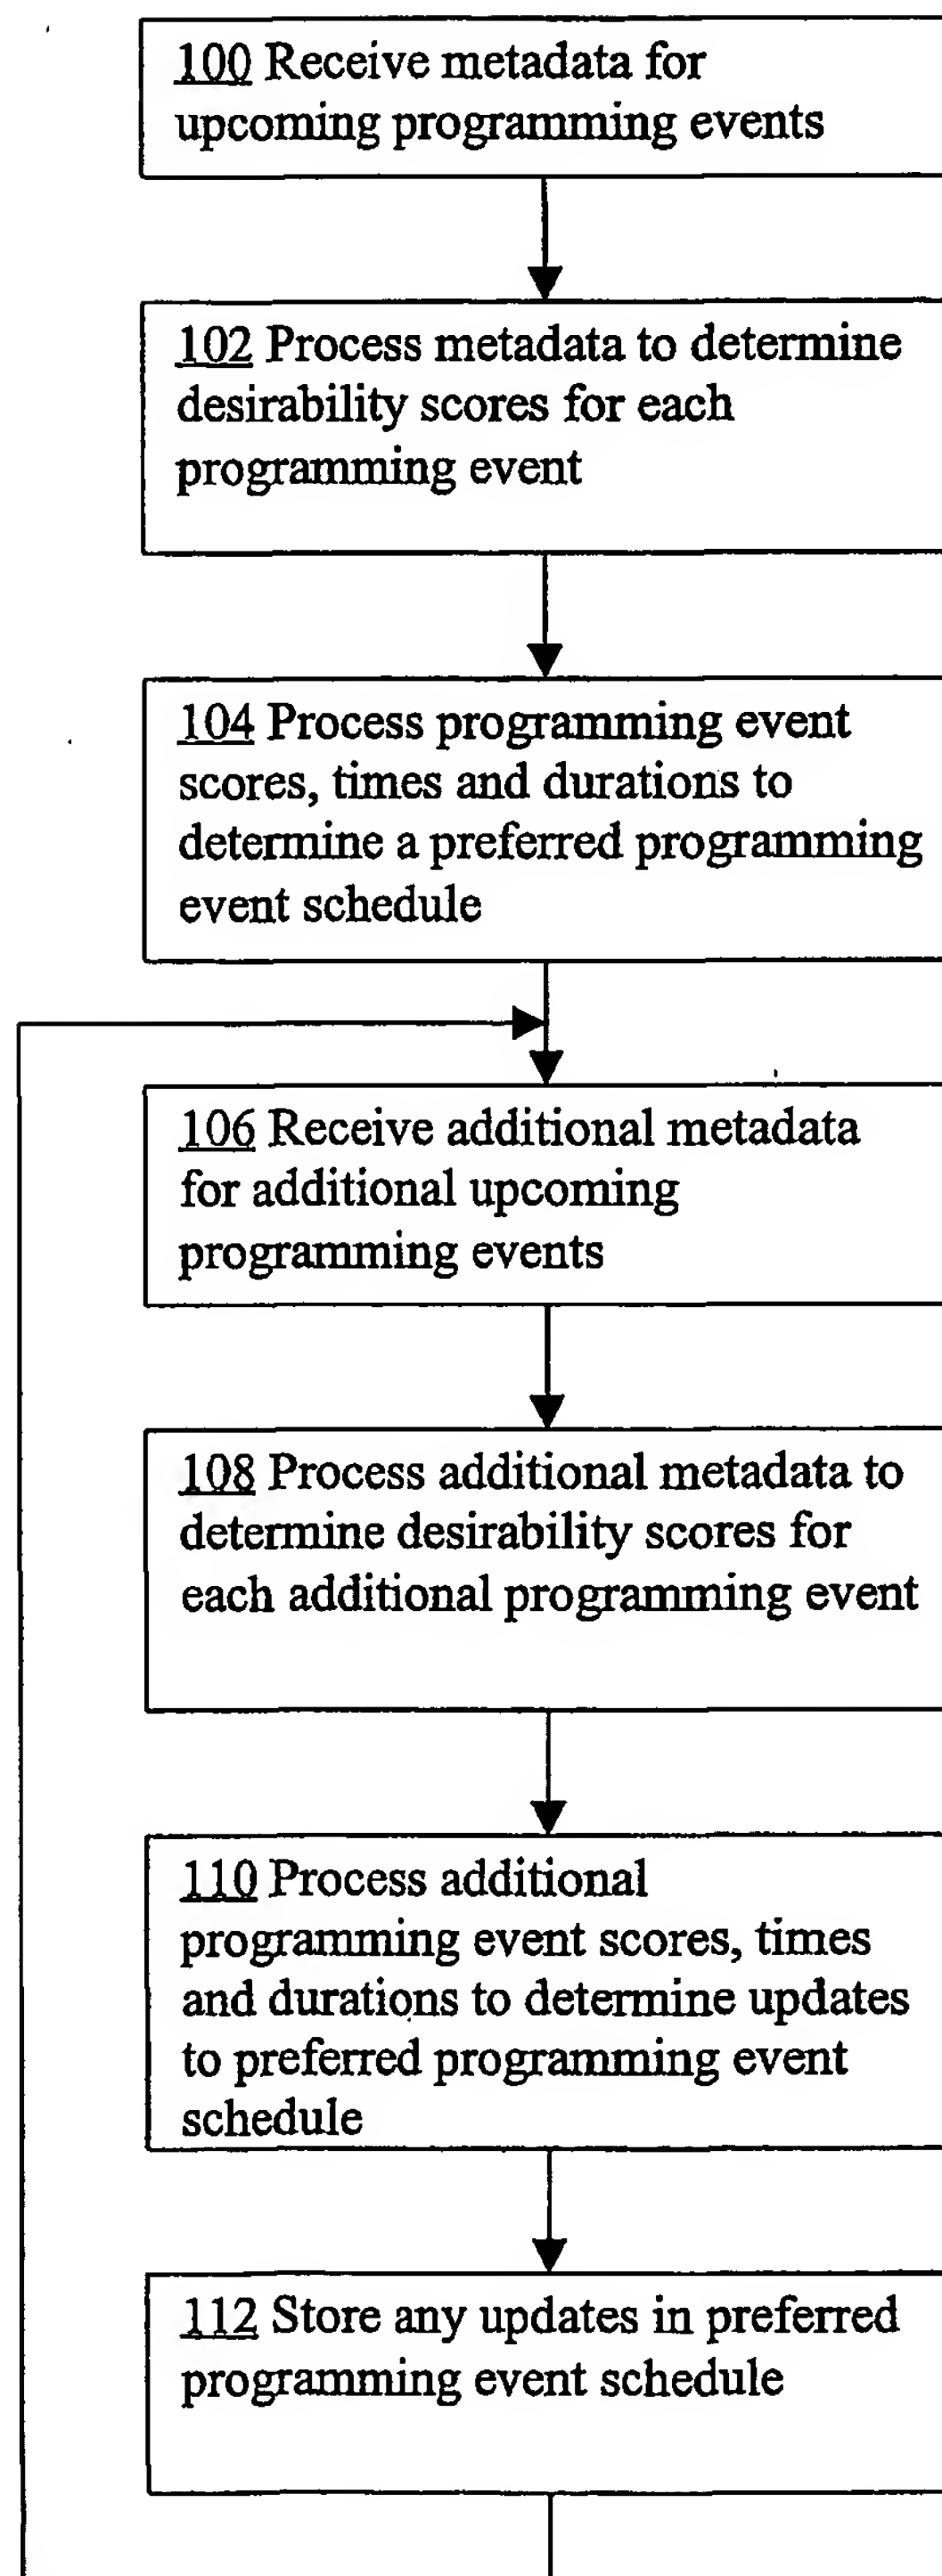 100 Receive metadata for
upcoming programming events
102 Process metadata to determine
desirability scores for each
programming event
104 Process programming event
scores, times and durations to
determine a preferred programming
event schedule
106 Receive additional metadata
for additional upcoming
programming events
108 Process additional metadata to
determine desirability scores for
each additional programming event
110 Process additional
programming event scores, times
and durations to determine updates
to preferred programming event
schedule
112 Store any updates in preferred
programming event schedule